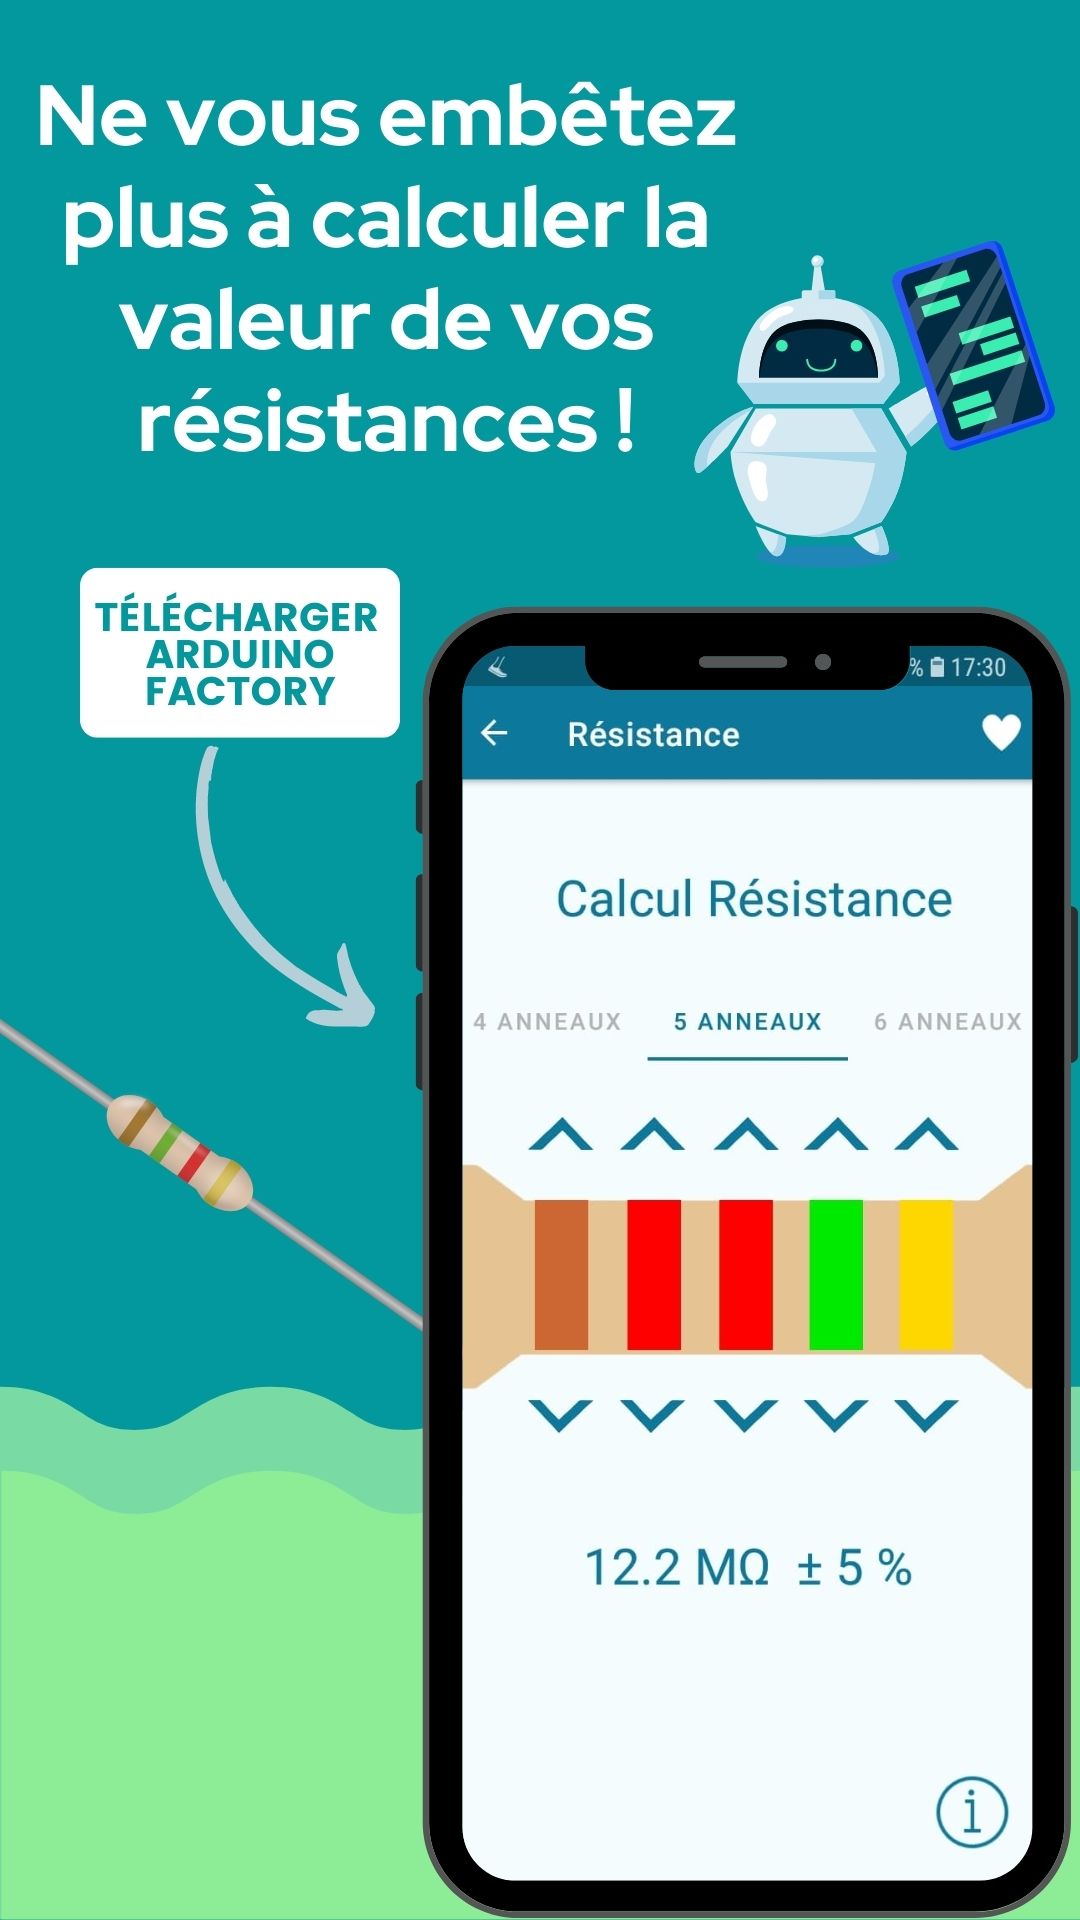 Ne vous embêtez
plus à calculer la
valeur de vos
résistances !
TÉLÉCHARGER
ARDUINO
FACTORY
% 17:30
Résistance
Calcul Résistance
4 ANNEAUX 5 ANNEAUX 6 ANNEAUX
12.2 MΩ ± 5 %
i